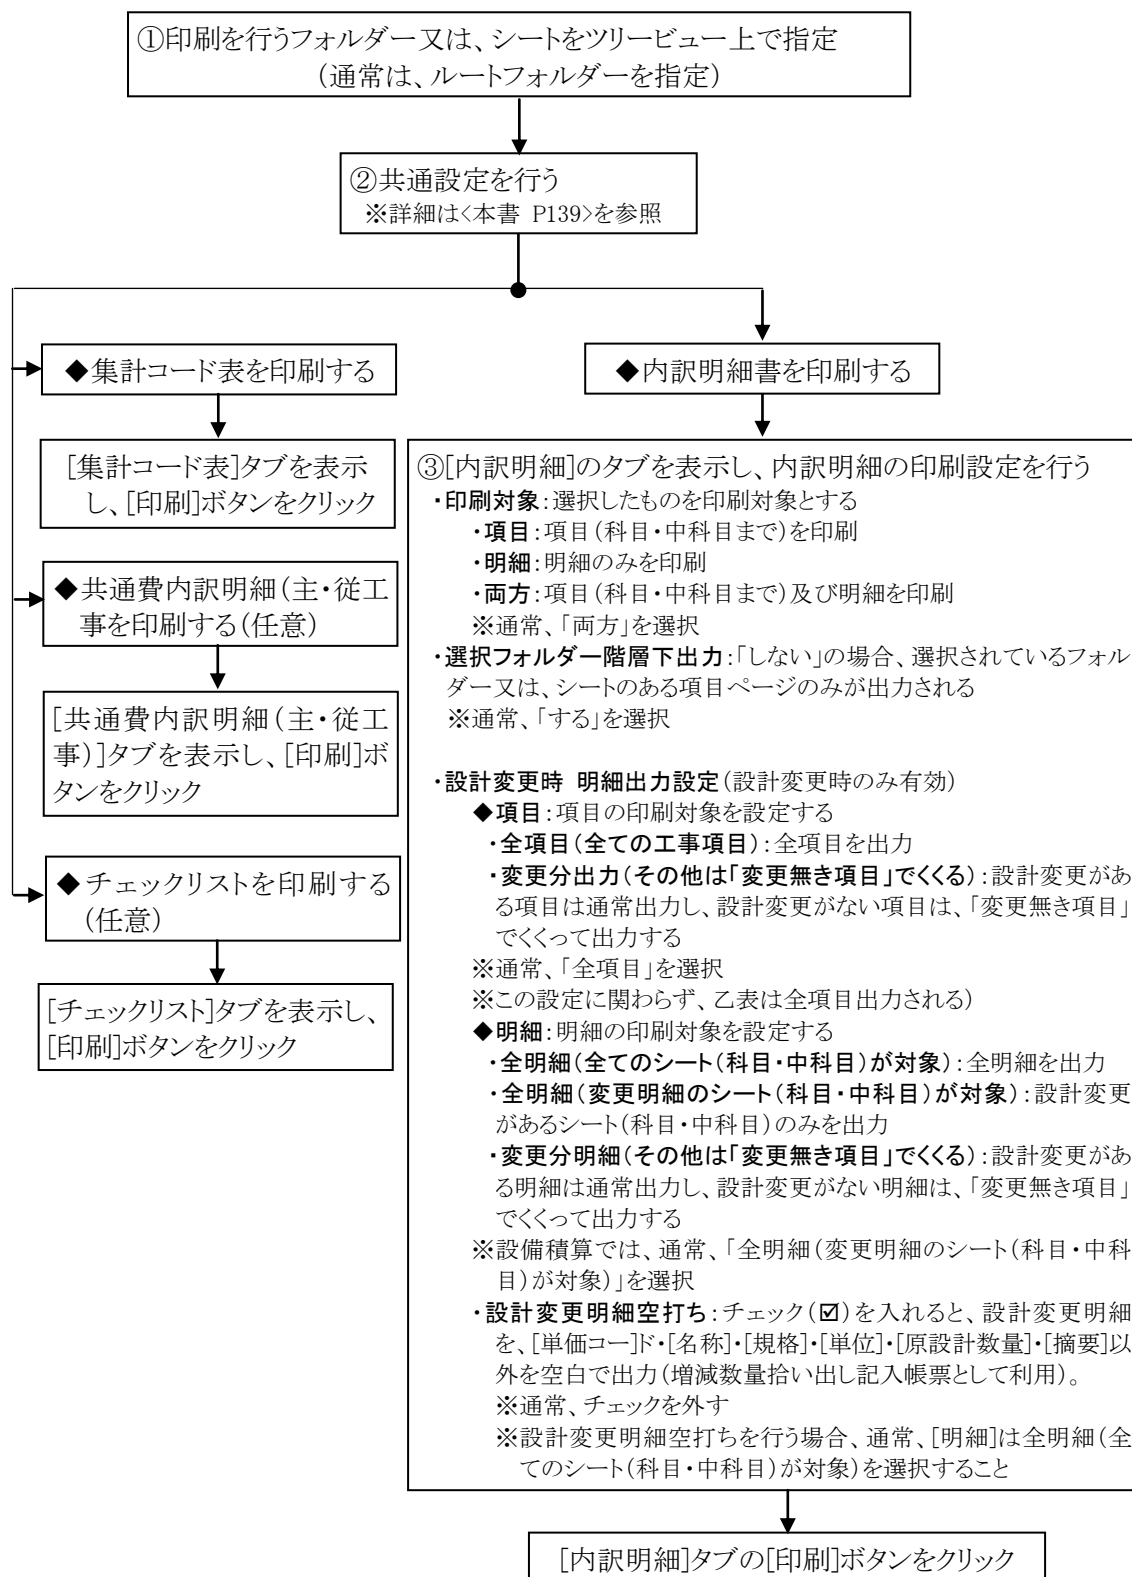 ①印刷を行うフォルダー又は、シートをツリービュー上で指定
（通常は、ルートフォルダーを指定）
②共通設定を行う
※詳細は<本書 P139>を参照
◆集計コード表を印刷する
[集計コード表]タブを表示
し、[印刷]ボタンをクリック
◆共通費内訳明細(主・従工
事を印刷する(任意)
[共通費内訳明細(主・従工
事)]タブを表示し、[印刷]ボ
タンをクリック
◆チェックリストを印刷する
(任意)
[チェックリスト]タブを表示し、
[印刷]ボタンをクリック
◆内訳明細書を印刷する
③[内訳明細]のタブを表示し、内訳明細の印刷設定を行う
・印刷対象：選択したものを印刷対象とする
・項目：項目(科目・中科目まで)を印刷
・明細：明細のみを印刷
・両方：項目(科目・中科目まで)及び明細を印刷
※通常、「両方」を選択
・選択フォルダー階層下出力：「しない」の場合、選択されているフォル
ダー又は、シートのある項目ページのみが出力される
※通常、「する」を選択
・設計変更時 明細出力設定(設計変更時のみ有効)
◆項目：項目の印刷対象を設定する
・全項目(全ての工事項目)：全項目を出力
・変更分出力(その他は「変更無き項目」でくくる)：設計変更があ
る項目は通常出力し、設計変更がない項目は、「変更無き項目」
でくくって出力する
※通常、「全項目」を選択
※この設定に関わらず、乙表は全項目出力される)
◆明細：明細の印刷対象を設定する
・全明細(全てのシート(科目・中科目)が対象)：全明細を出力
・全明細(変更明細のシート(科目・中科目)が対象)：設計変更
があるシート(科目・中科目)のみを出力
・変更分明細(その他は「変更無き項目」でくくる)：設計変更があ
る明細は通常出力し、設計変更がない明細は、「変更無き項目」
でくくって出力する
※設備積算では、通常、「全明細(変更明細のシート(科目・中科
目)が対象)」を選択
・設計変更明細空打ち：チェック(☑)を入れると、設計変更明細
を、[単価コー]ド・[名称]・[規格]・[単位]・[原設計数量]・[摘要]以
外を空白で出力(増減数量拾い出し記入帳票として利用)。
※通常、チェックを外す
※設計変更明細空打ちを行う場合、通常、[明細]は全明細(全
てのシート(科目・中科目)が対象)を選択すること
[内訳明細]タブの[印刷]ボタンをクリック